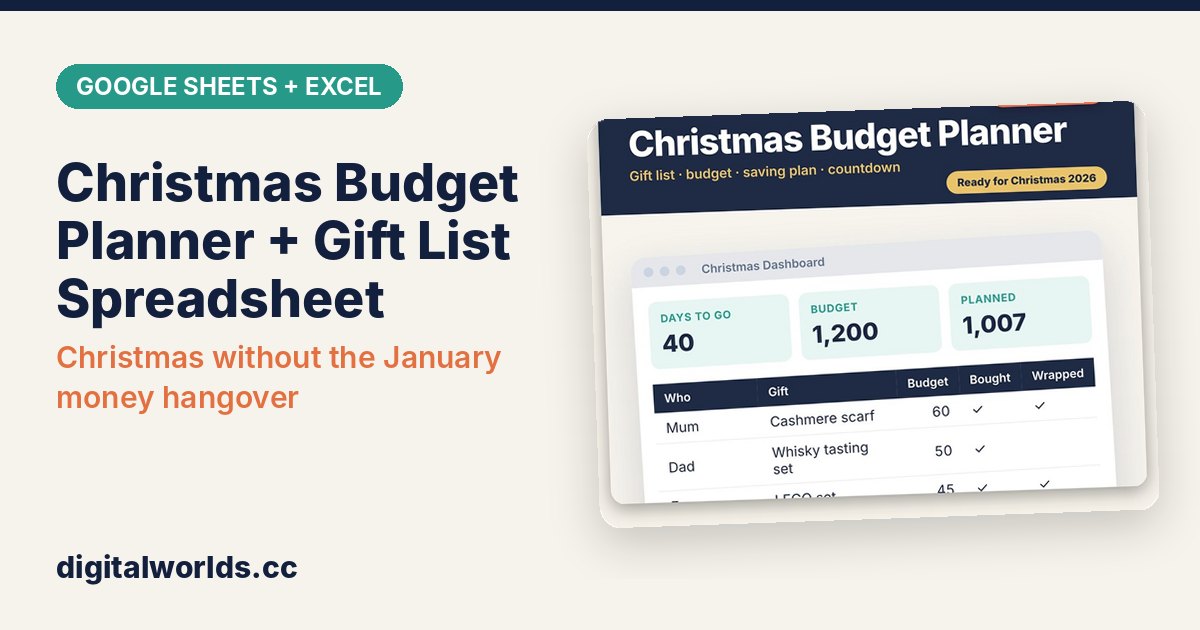 GOOGLE SHEETS + EXCEL
Christmas Budget
Planner + Gift List
Spreadsheet
Christmas without the January
money hangover
digitalworlds.cc
Christmas Budget Planner
Gift list · budget · saving plan · countdown
Ready for Christmas 2026
Christmas Dashboard
DAYS TO GO BUDGET PLANNED
40 1,200 1,007
Who Gift Budget Bought Wrapped
Mum Cashmere scarf 60 ✓ ✓
Dad Whisky tasting set 50 ✓
LEGO set 45 ✓ ✓